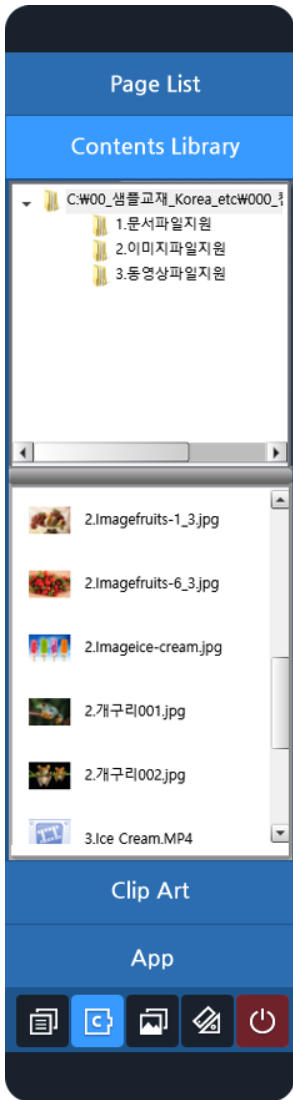 Page List
Contents Library
C:₩00_샘플교재_Korea_etc₩000_
1.문서파일지원
2.이미지파일지원
3.동영상파일지원
2.Imagefruits-1_3.jpg
2.Imagefruits-6_3.jpg
2.Imageice-cream.jpg
2.개구리001.jpg
2.개구리002.jpg
3.Ice Cream.MP4
Clip Art
App